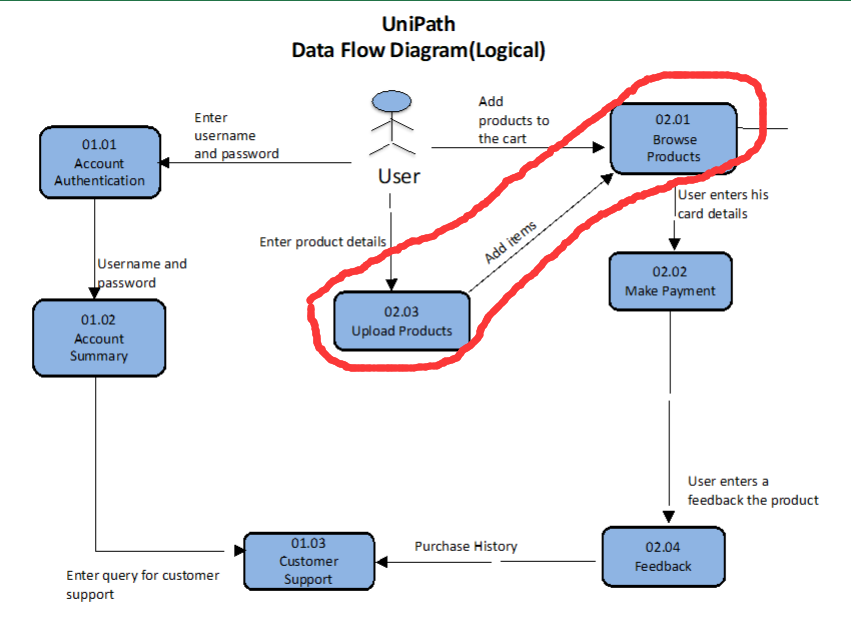 UniPath
Data Flow Diagram(Logical)
Enter
username
and password
Add
products to
the cart
02.01
Browse
Products
01.01
Account
Authentication
User
User enters his
card details
Enter product details
Add items
Username and
password
02.02
Make Payment
02.03
Upload Products
01.02
Account
Summary
User enters a
feedback the product
01.03
Customer
Support
Purchase History
02.04
Feedback
Enter query for customer
support